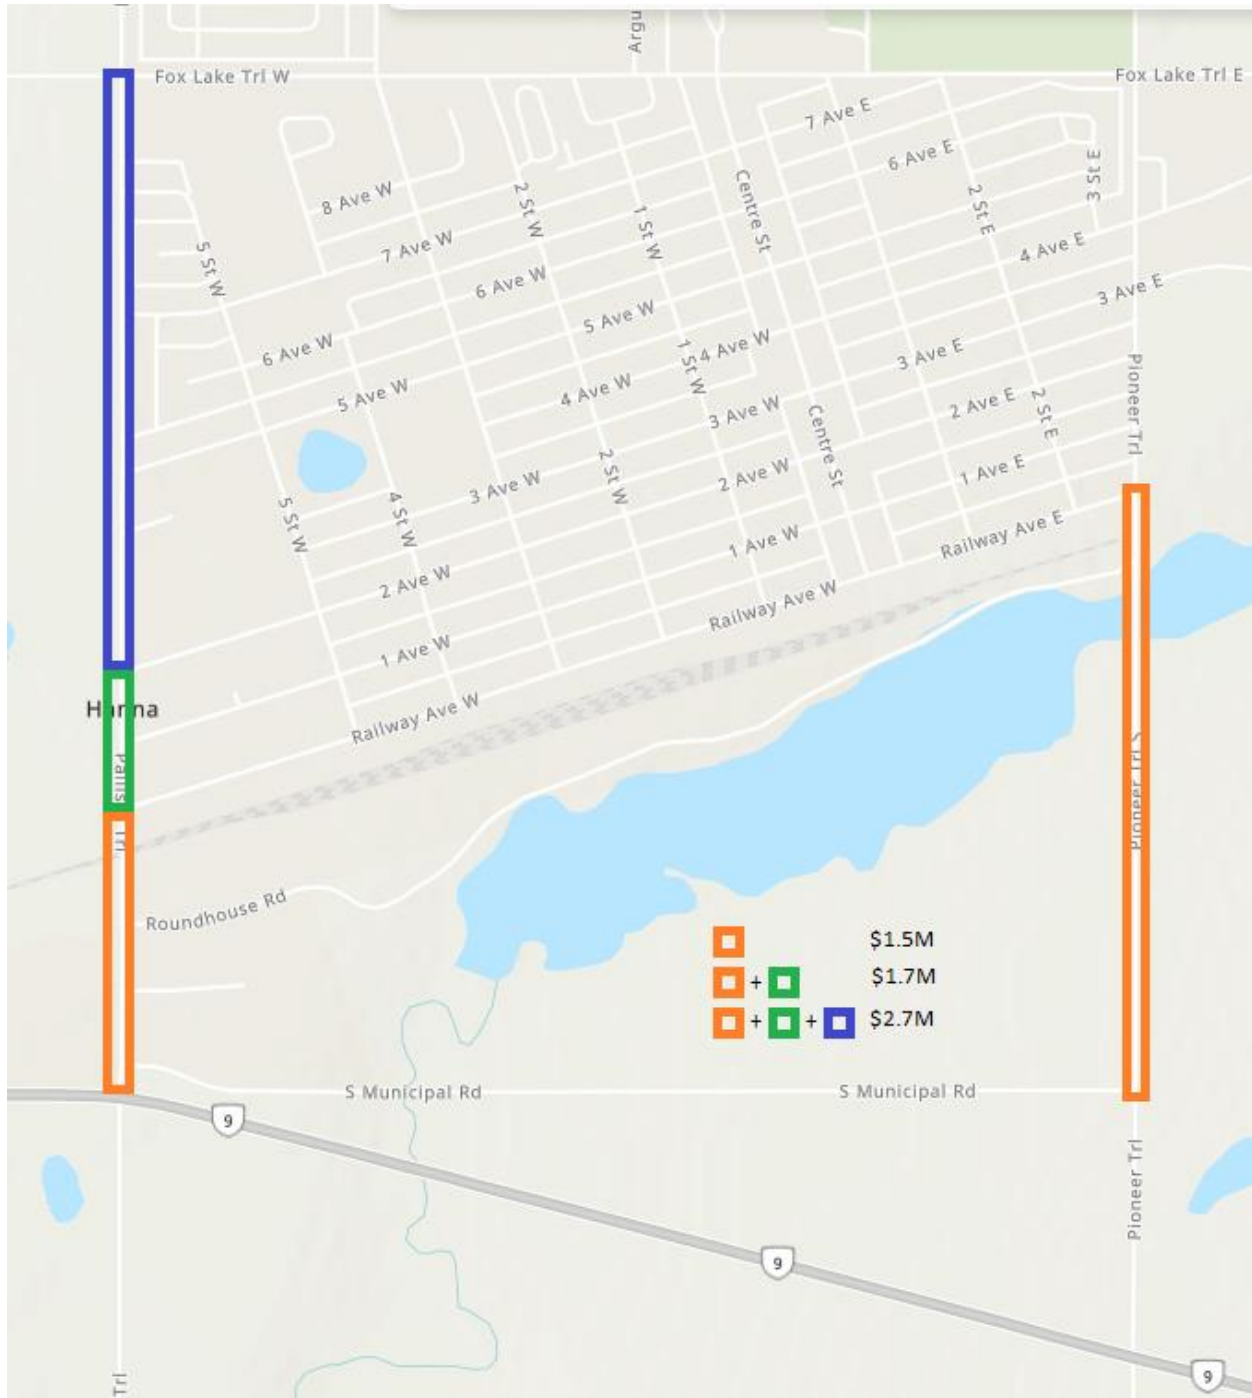 Argu
Fox Lake Trl W
Fox Lake Trl E
7 Ave E
6 Ave E
3 St E
8 Ave W
2 St W
1 St W
Centre St
2 St E
7 Ave W
4 Ave E
5 St W
6 Ave W
3 Ave E
5 Ave W
6 Ave W
4 Ave W
1 St W
3 Ave E
Pioneer Trl
5 Ave W
4 Ave W
2 Ave E
2 St E
3 Ave W
Centre St
3 Ave W
2 St W
2 Ave W
1 Ave E
5 St W
4 St W
1 Ave W
Railway Ave E
2 Ave W
Railway Ave W
1 Ave W
Hanna
Railway Ave W
Palliser Trl
Pioneer Trl S
Roundhouse Rd
$1.5M
+ $1.7M
+ + $2.7M
S Municipal Rd
S Municipal Rd
9
Pioneer Trl
9
9
Trl